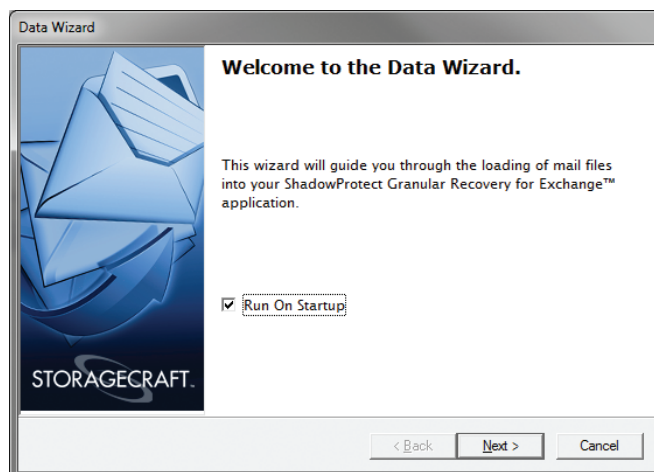 Data Wizard
Welcome to the Data Wizard.
This wizard will guide you through the loading of mail files
into your ShadowProtect Granular Recovery for Exchange™
application.
Run On Startup
STORAGECRAFT™
< Back
Next >
Cancel